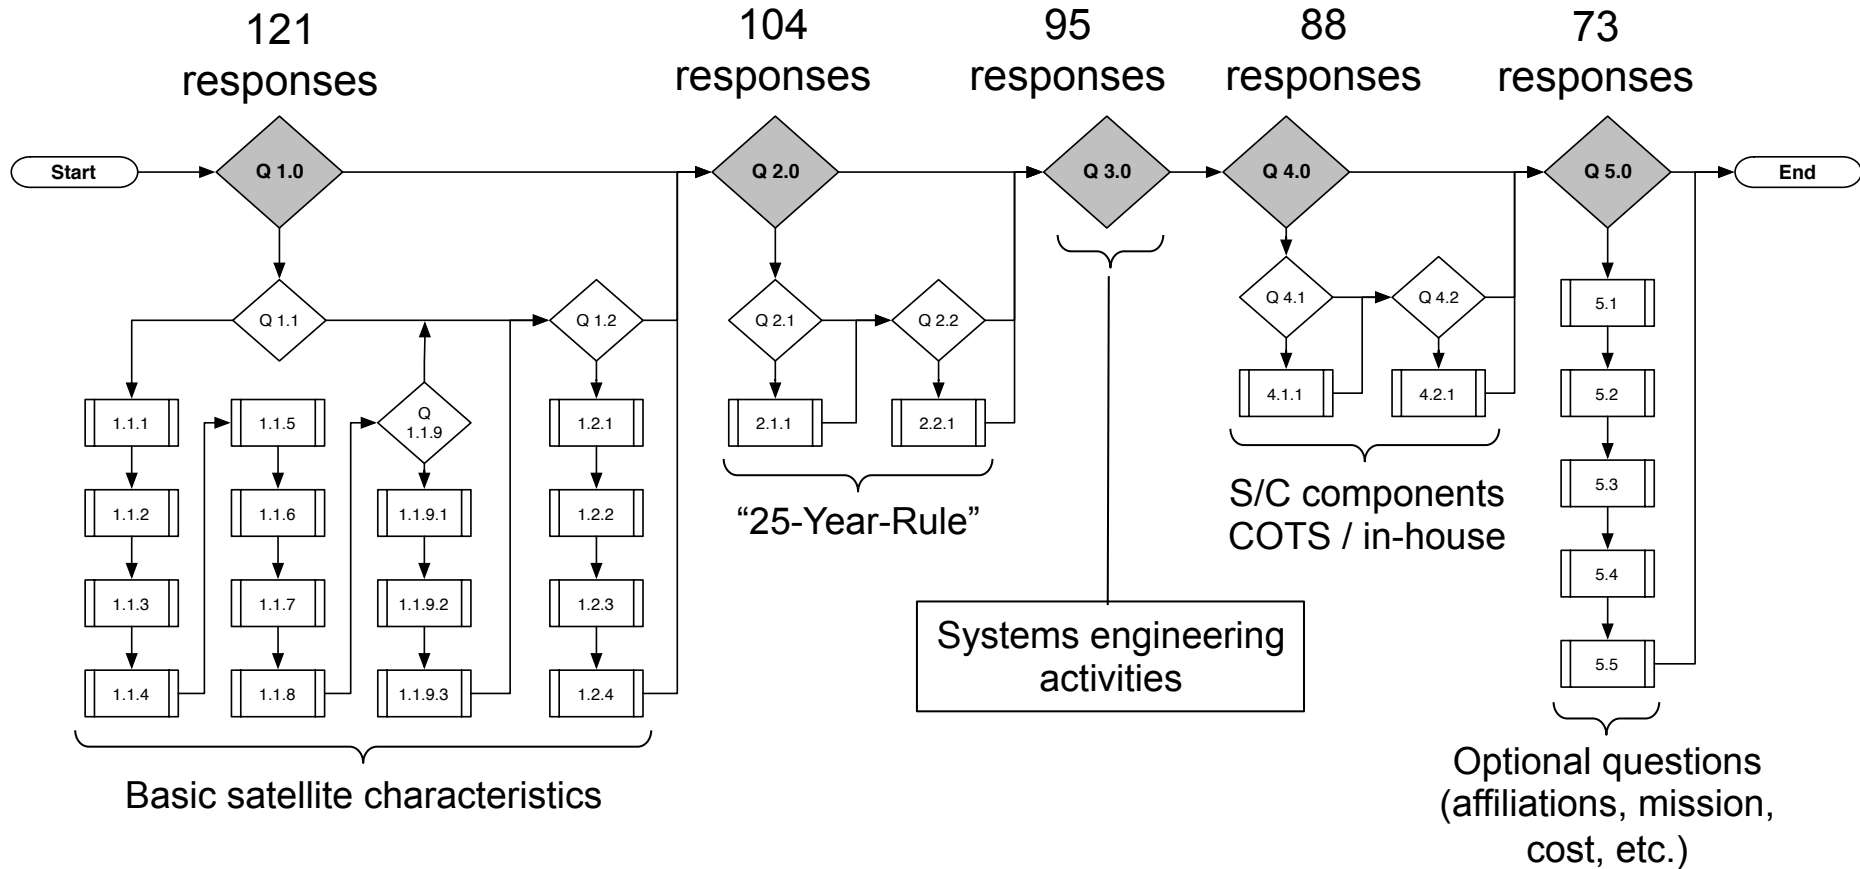 121
responses
104
responses
95
responses
88
responses
73
responses
Start
Q 1.0
Q 2.0
Q 3.0
Q 4.0
Q 5.0
End
Q 1.1
Q 1.2
Q 2.1
Q 2.2
Q 4.1
Q 4.2
5.1
1.1.1
1.1.5
Q
1.1.9
1.2.1
2.1.1
2.2.1
4.1.1
4.2.1
5.2
1.1.2
1.1.6
1.1.9.1
1.2.2
5.3
1.1.3
1.1.7
1.1.9.2
1.2.3
5.4
1.1.4
1.1.8
1.1.9.3
1.2.4
5.5
Basic satellite characteristics
“25-Year-Rule”
Systems engineering
activities
S/C components
COTS / in-house
Optional questions
(affiliations, mission,
cost, etc.)